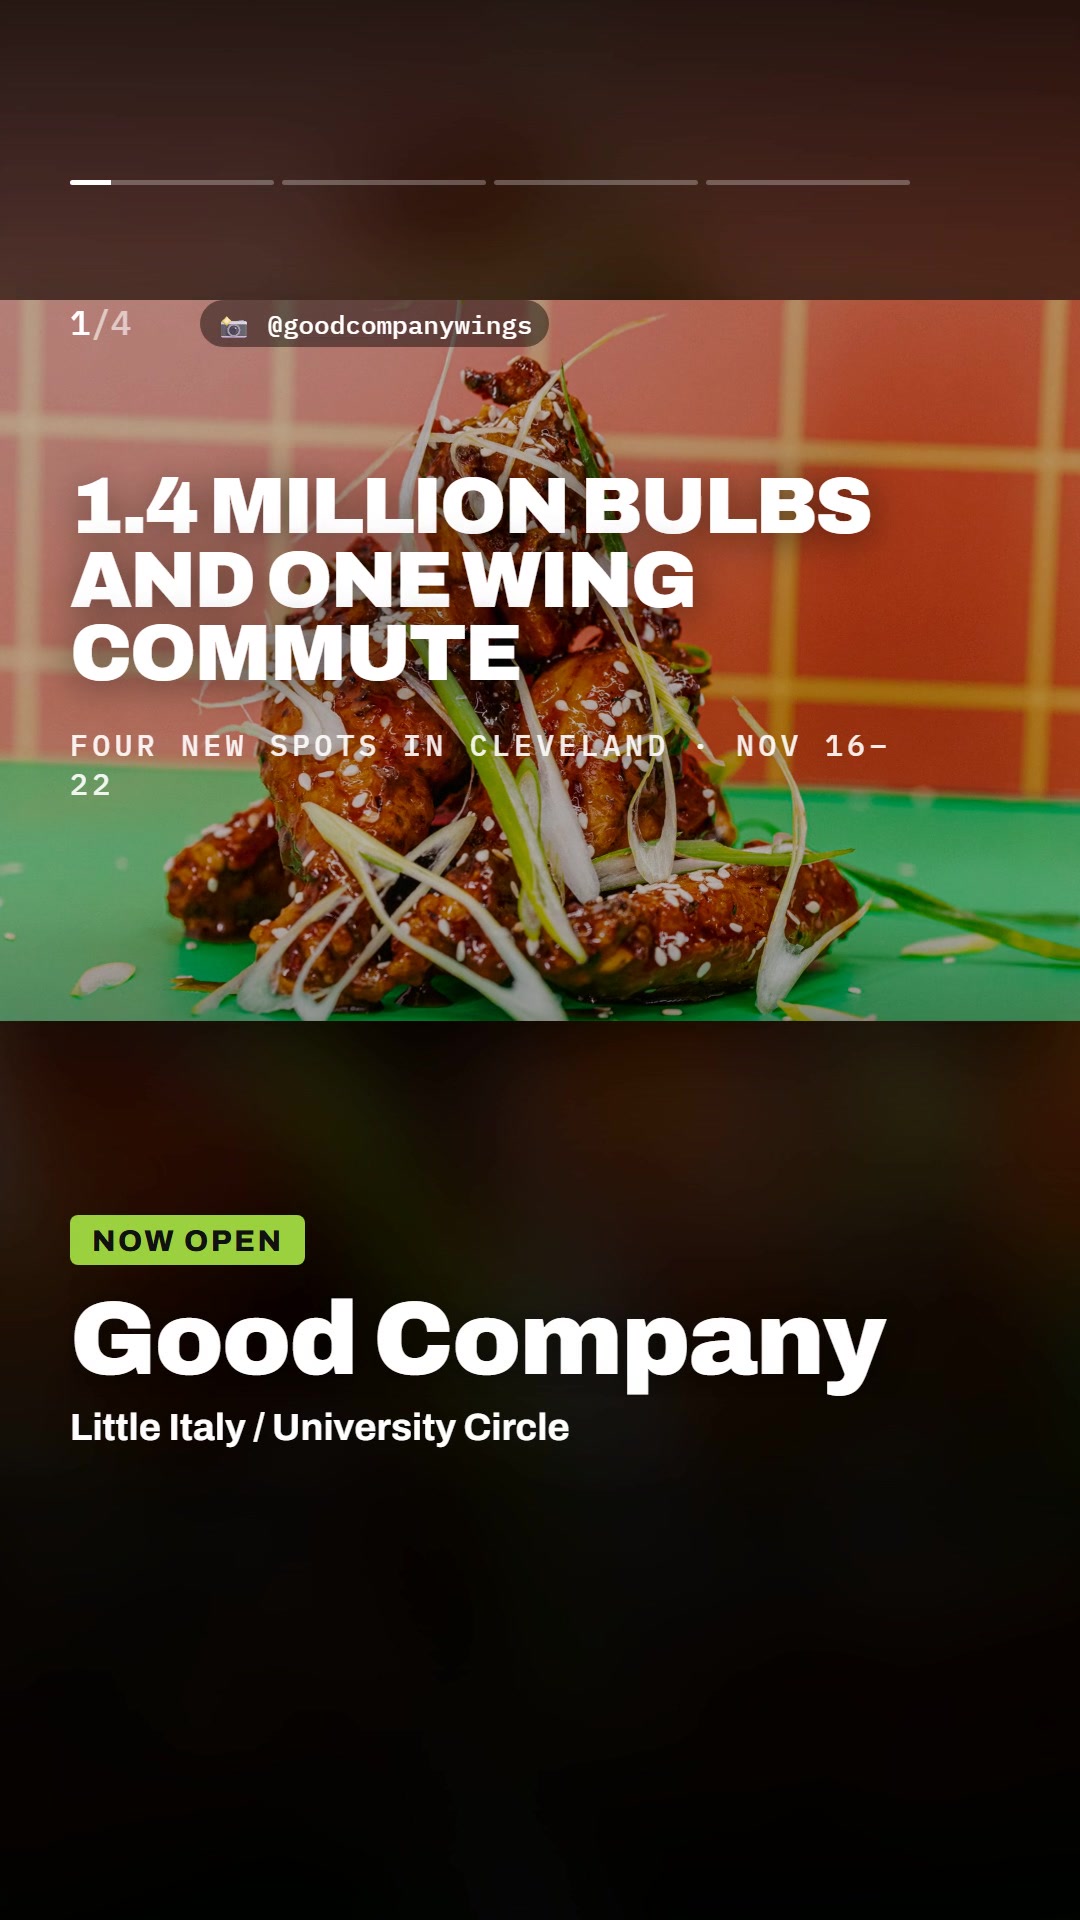 1/4
@goodcompanywings
1.4 MILLION BULBS
AND ONE WING
COMMUTE
FOUR NEW SPOTS IN CLEVELAND · NOV 16–
22
NOW OPEN
Good Company
Little Italy / University Circle